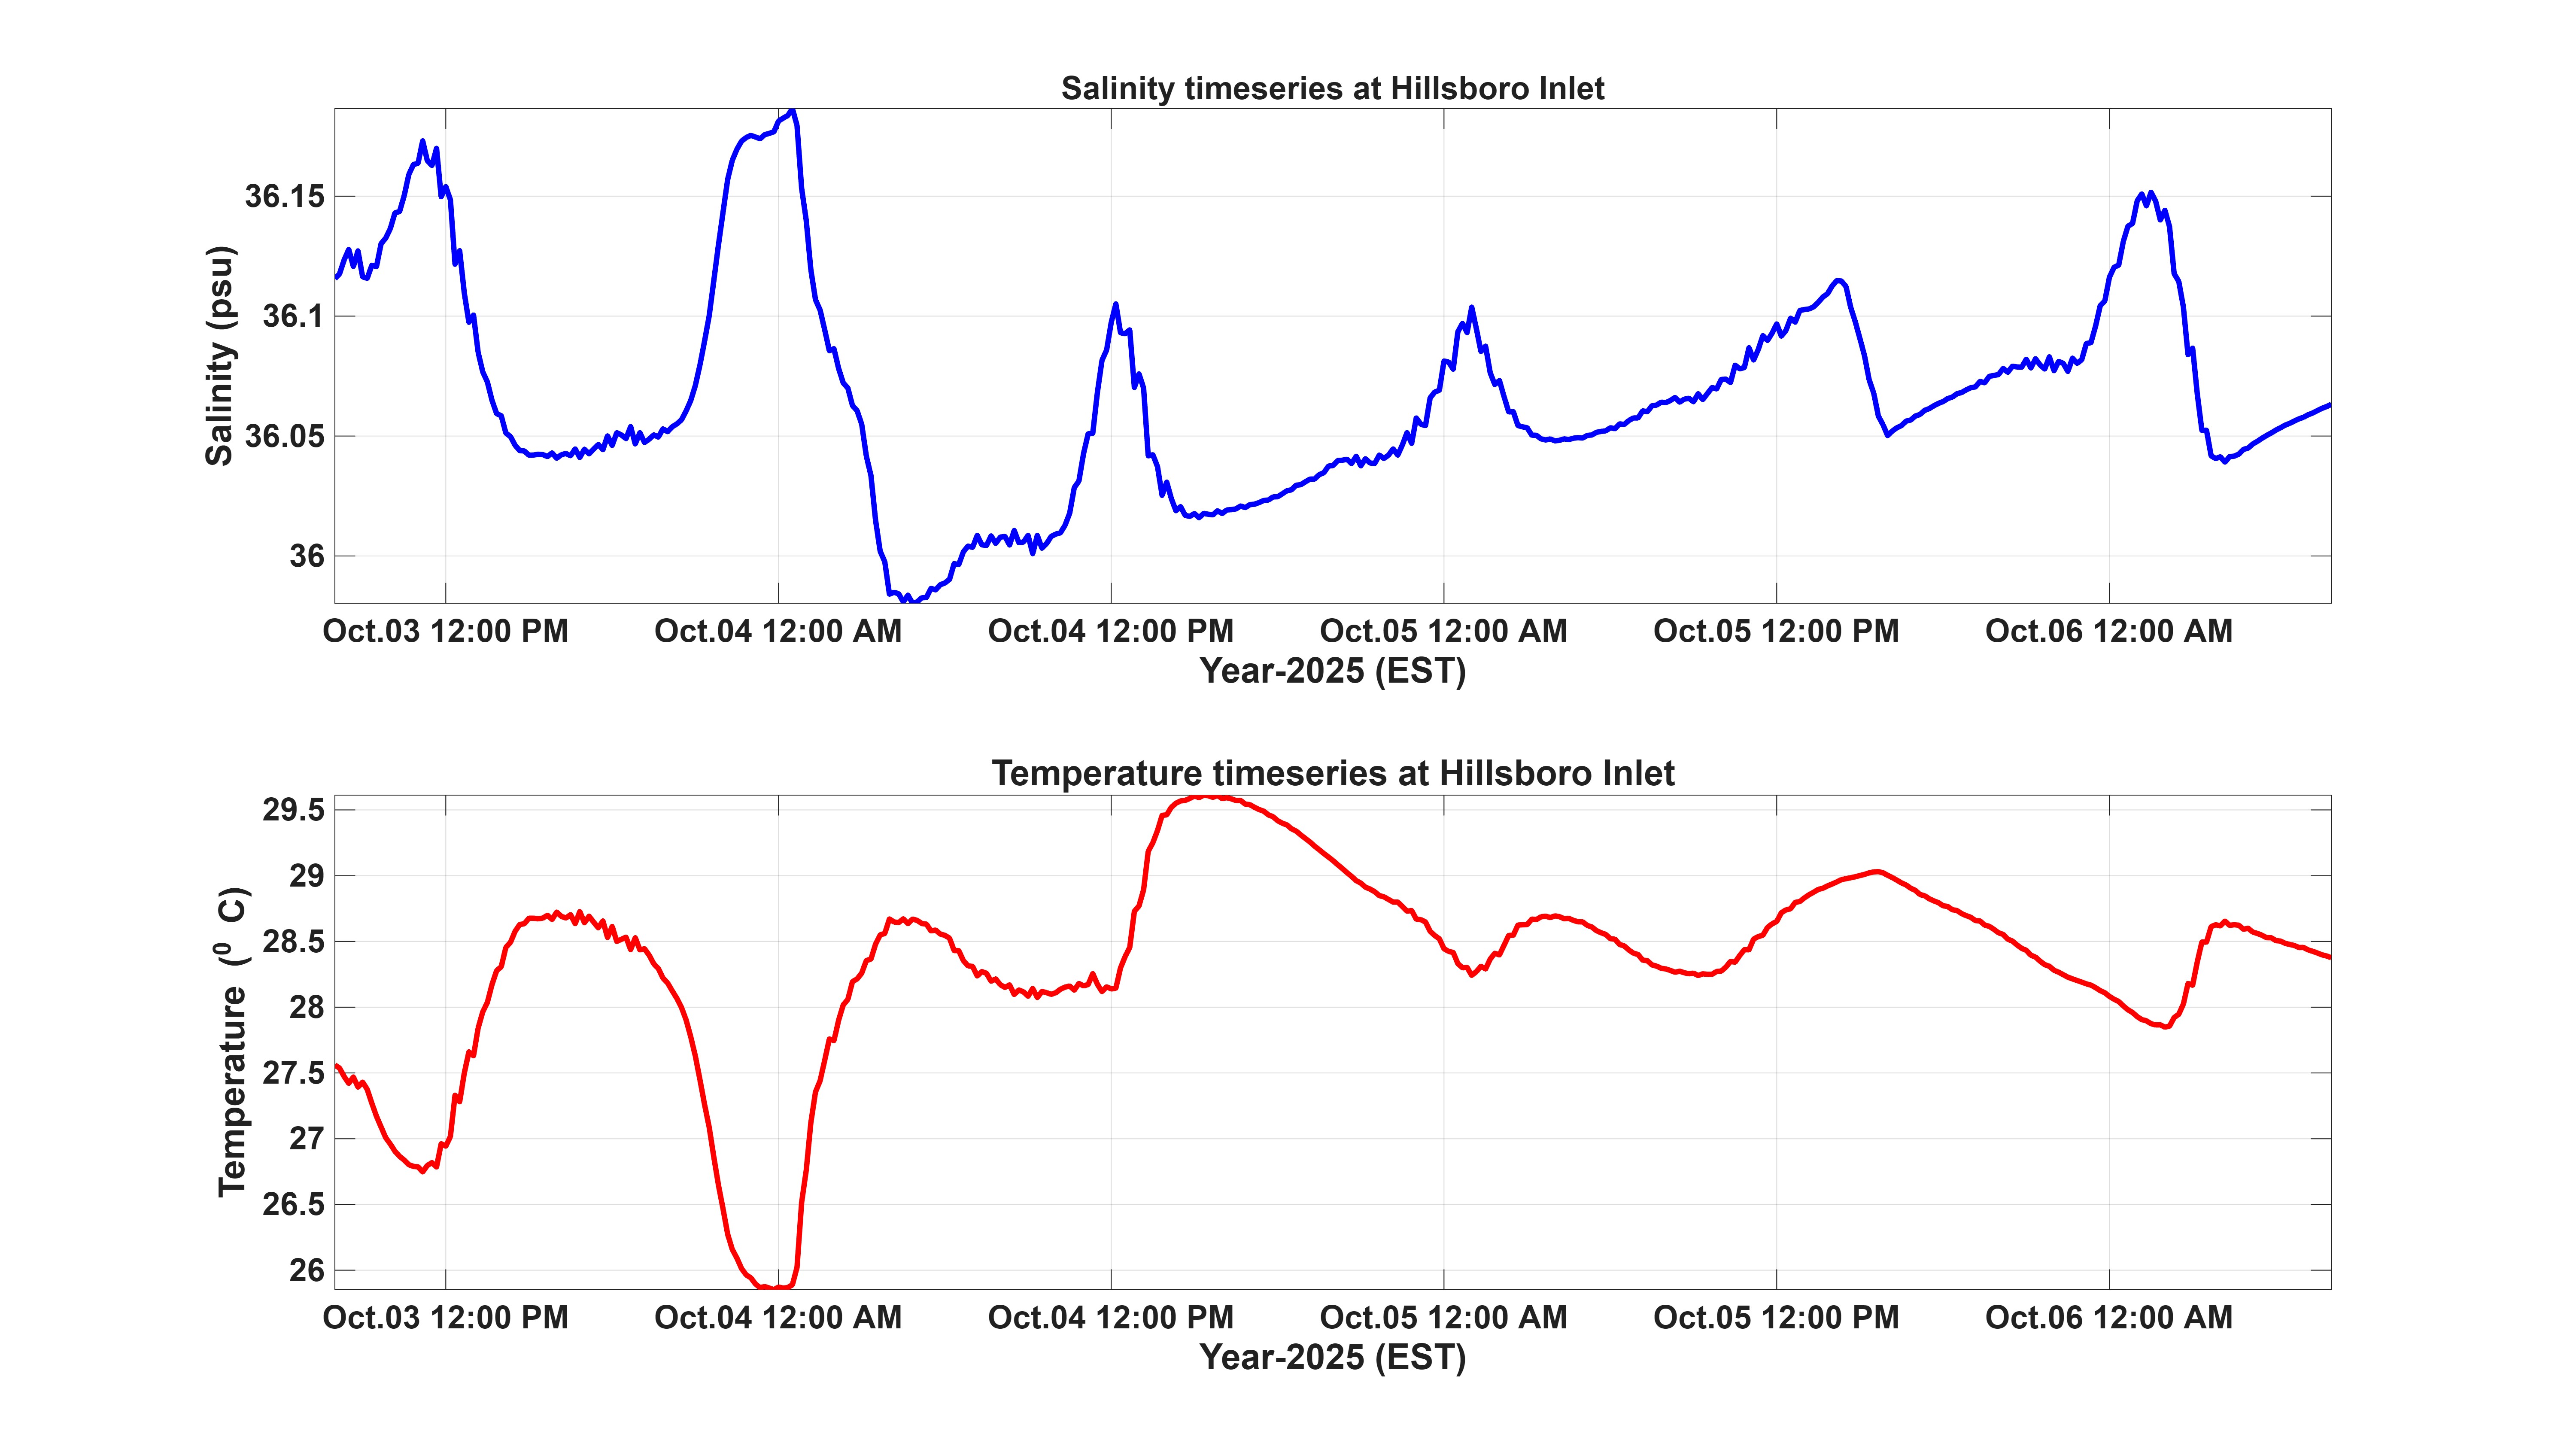 Salinity timeseries at Hillsboro Inlet
Salinity (psu)
36.15
36.1
36.05
36
Oct.03 12:00 PM Oct.04 12:00 AM Oct.04 12:00 PM Oct.05 12:00 AM Oct.05 12:00 PM Oct.06 12:00 AM
Year-2025 (EST)
Temperature timeseries at Hillsboro Inlet
Temperature (⁰ C)
29.5
29
28.5
28
27.5
27
26.5
26
Oct.03 12:00 PM Oct.04 12:00 AM Oct.04 12:00 PM Oct.05 12:00 AM Oct.05 12:00 PM Oct.06 12:00 AM
Year-2025 (EST)